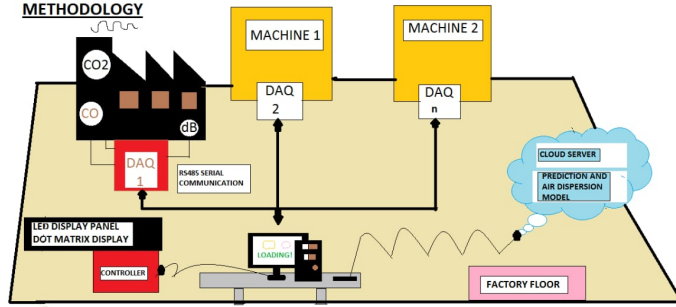 METHODOLOGY
CO2
CO
dB
MACHINE 1
MACHINE 2
DAQ
1
DAQ
2
DAQ
n
RS485 SERIAL
COMMUNICATION
CLOUD SERVER
PREDICTION AND
AIR DISPERSION
MODEL
LED DISPLAY PANEL
DOT MATRIX DISPLAY
LOADING!
CONTROLLER
FACTORY FLOOR